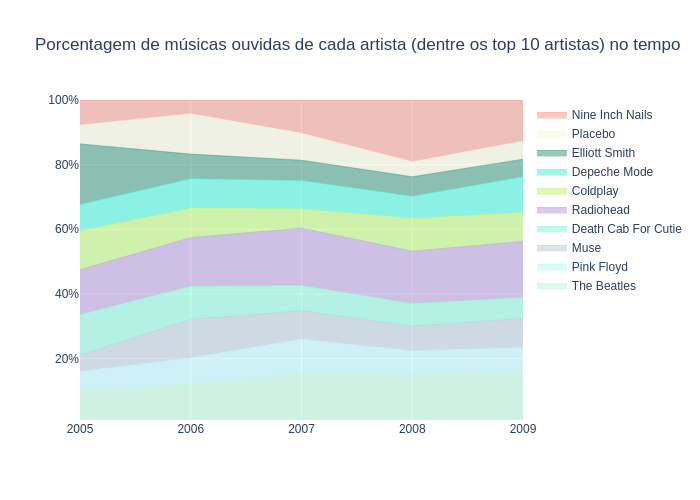 Porcentagem de músicas ouvidas de cada artista (dentre os top 10 artistas) no tempo
100%
80%
60%
40%
20%
2005 2006 2007 2008 2009
Nine Inch Nails
Placebo
Elliott Smith
Depeche Mode
Coldplay
Radiohead
Death Cab For Cutie
Muse
Pink Floyd
The Beatles